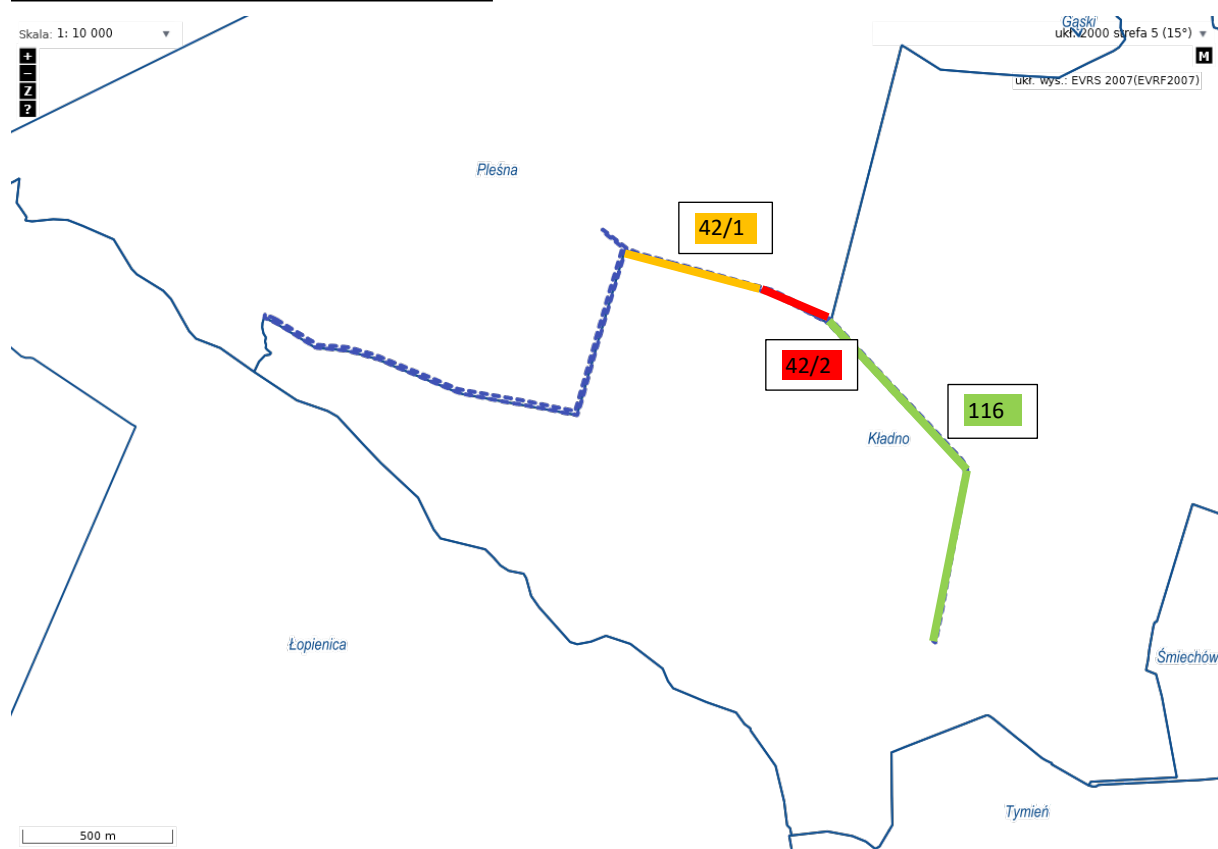 Skala: 1: 10 000
Gąski
ukł. 2000 strefa 5 (15°)
+
−
Z
?
M
ukł. wys.: EVRS 2007(EVRF2007)
Pleśna
42/1
42/2
116
Kładno
Łopienica
Śmiechów
Tymień
500 m